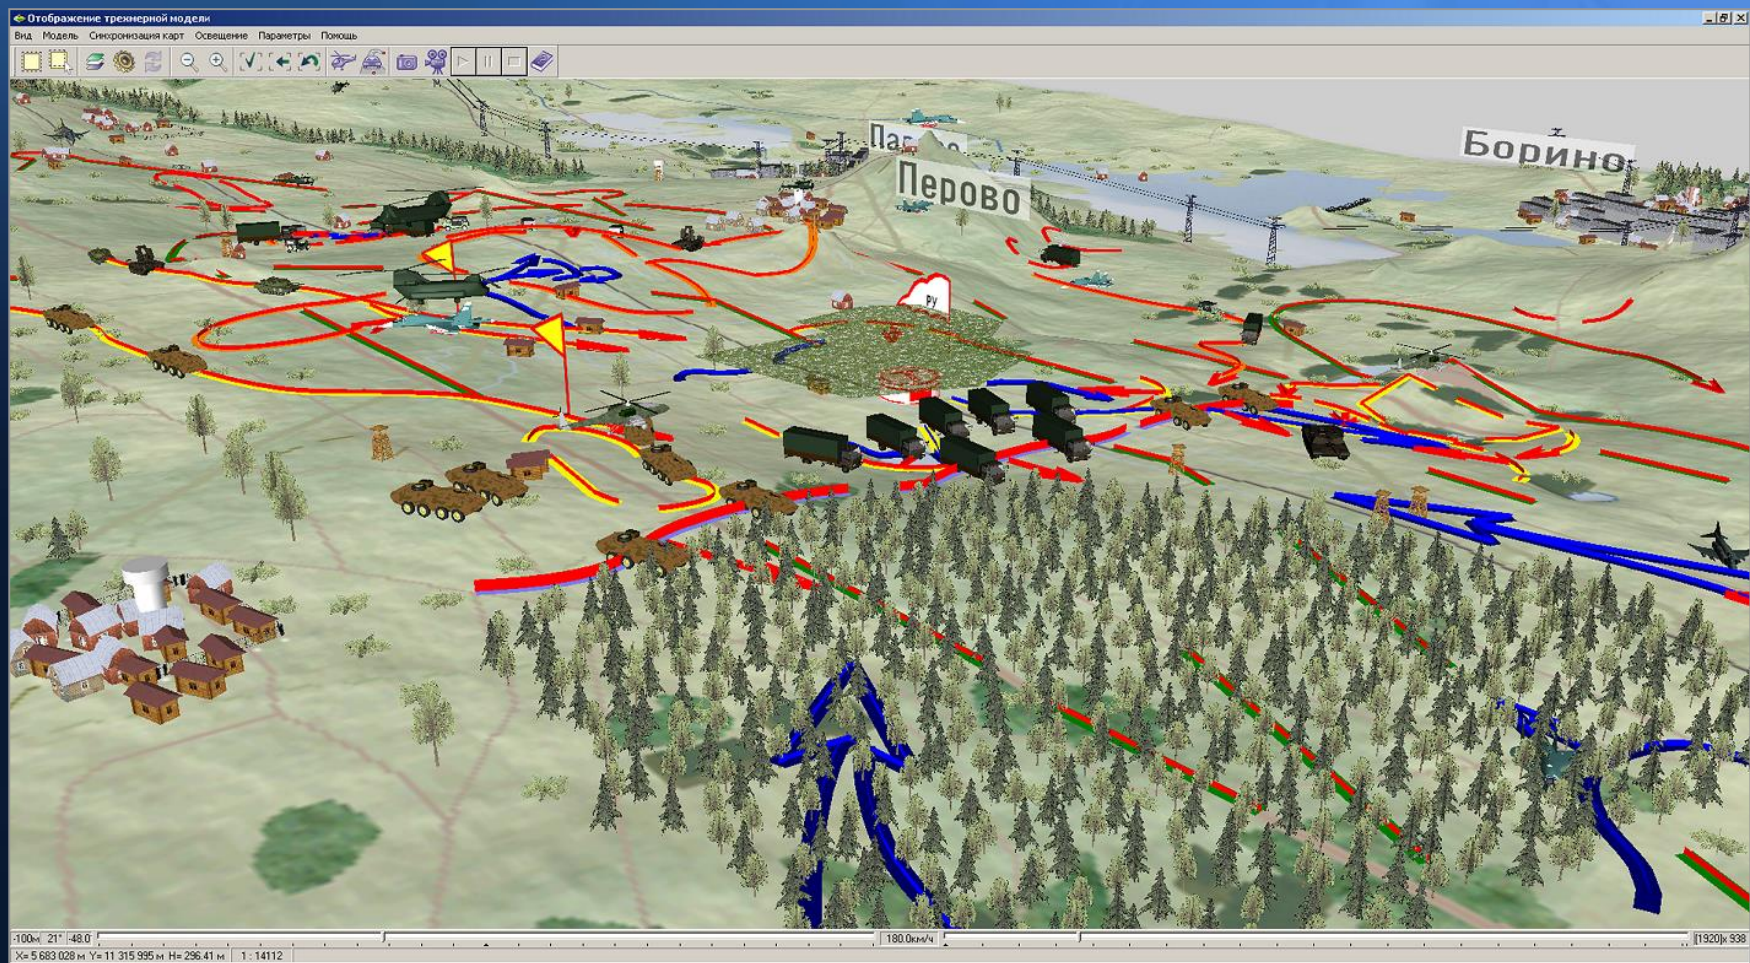 Отображение трехмерной модели
Вид Модель Синхронизация карт Освещение Параметры Помощь
Борино
Перово
РУ
-100м 21° -48.0 180.0км/ч [1920]x 938
X= 5 683 028 м Y= 11 315 995 м H= 296.41 м 1 : 14112